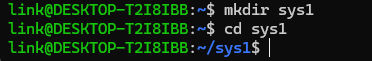 link@DESKTOP-T2I8IBB:~$ mkdir sys1
link@DESKTOP-T2I8IBB:~$ cd sys1
link@DESKTOP-T2I8IBB:~/sys1$